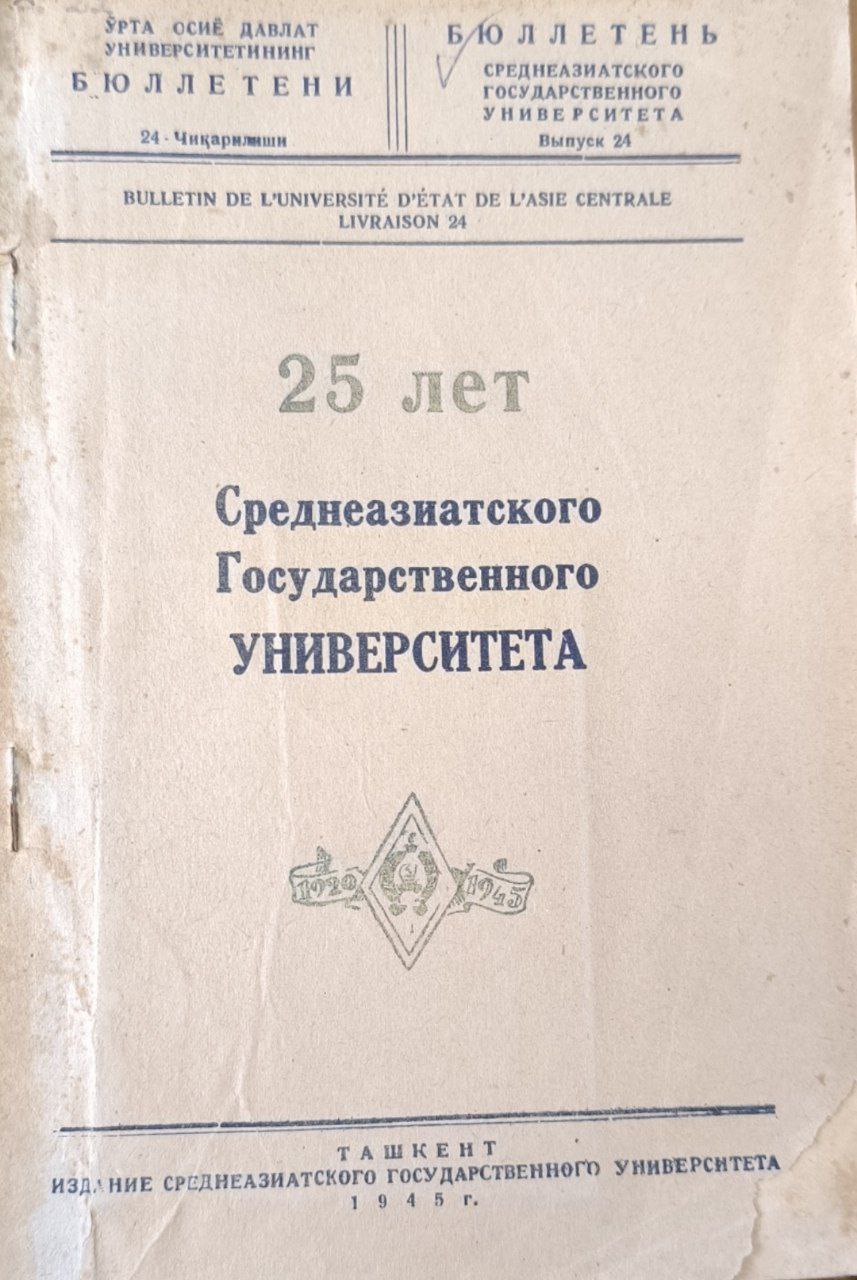 ЎРТА ОСИЁ ДАВЛАТ
УНИВЕРСИТЕТИНИНГ
БЮЛЛЕТЕНИ
24 - Чиқарилиши
БЮЛЛЕТЕНЬ
СРЕДНЕАЗИАТСКОГО
ГОСУДАРСТВЕННОГО
УНИВЕРСИТЕТА
Выпуск 24
BULLETIN DE L'UNIVERSITÉ D'ÉTAT DE L'ASIE CENTRALE
LIVRAISON 24
25 лет
Среднеазиатского
Государственного
УНИВЕРСИТЕТА
1920 1945
ТАШКЕНТ
ИЗДАНИЕ СРЕДНЕАЗИАТСКОГО ГОСУДАРСТВЕННОГО УНИВЕРСИТЕТА
1945 г.